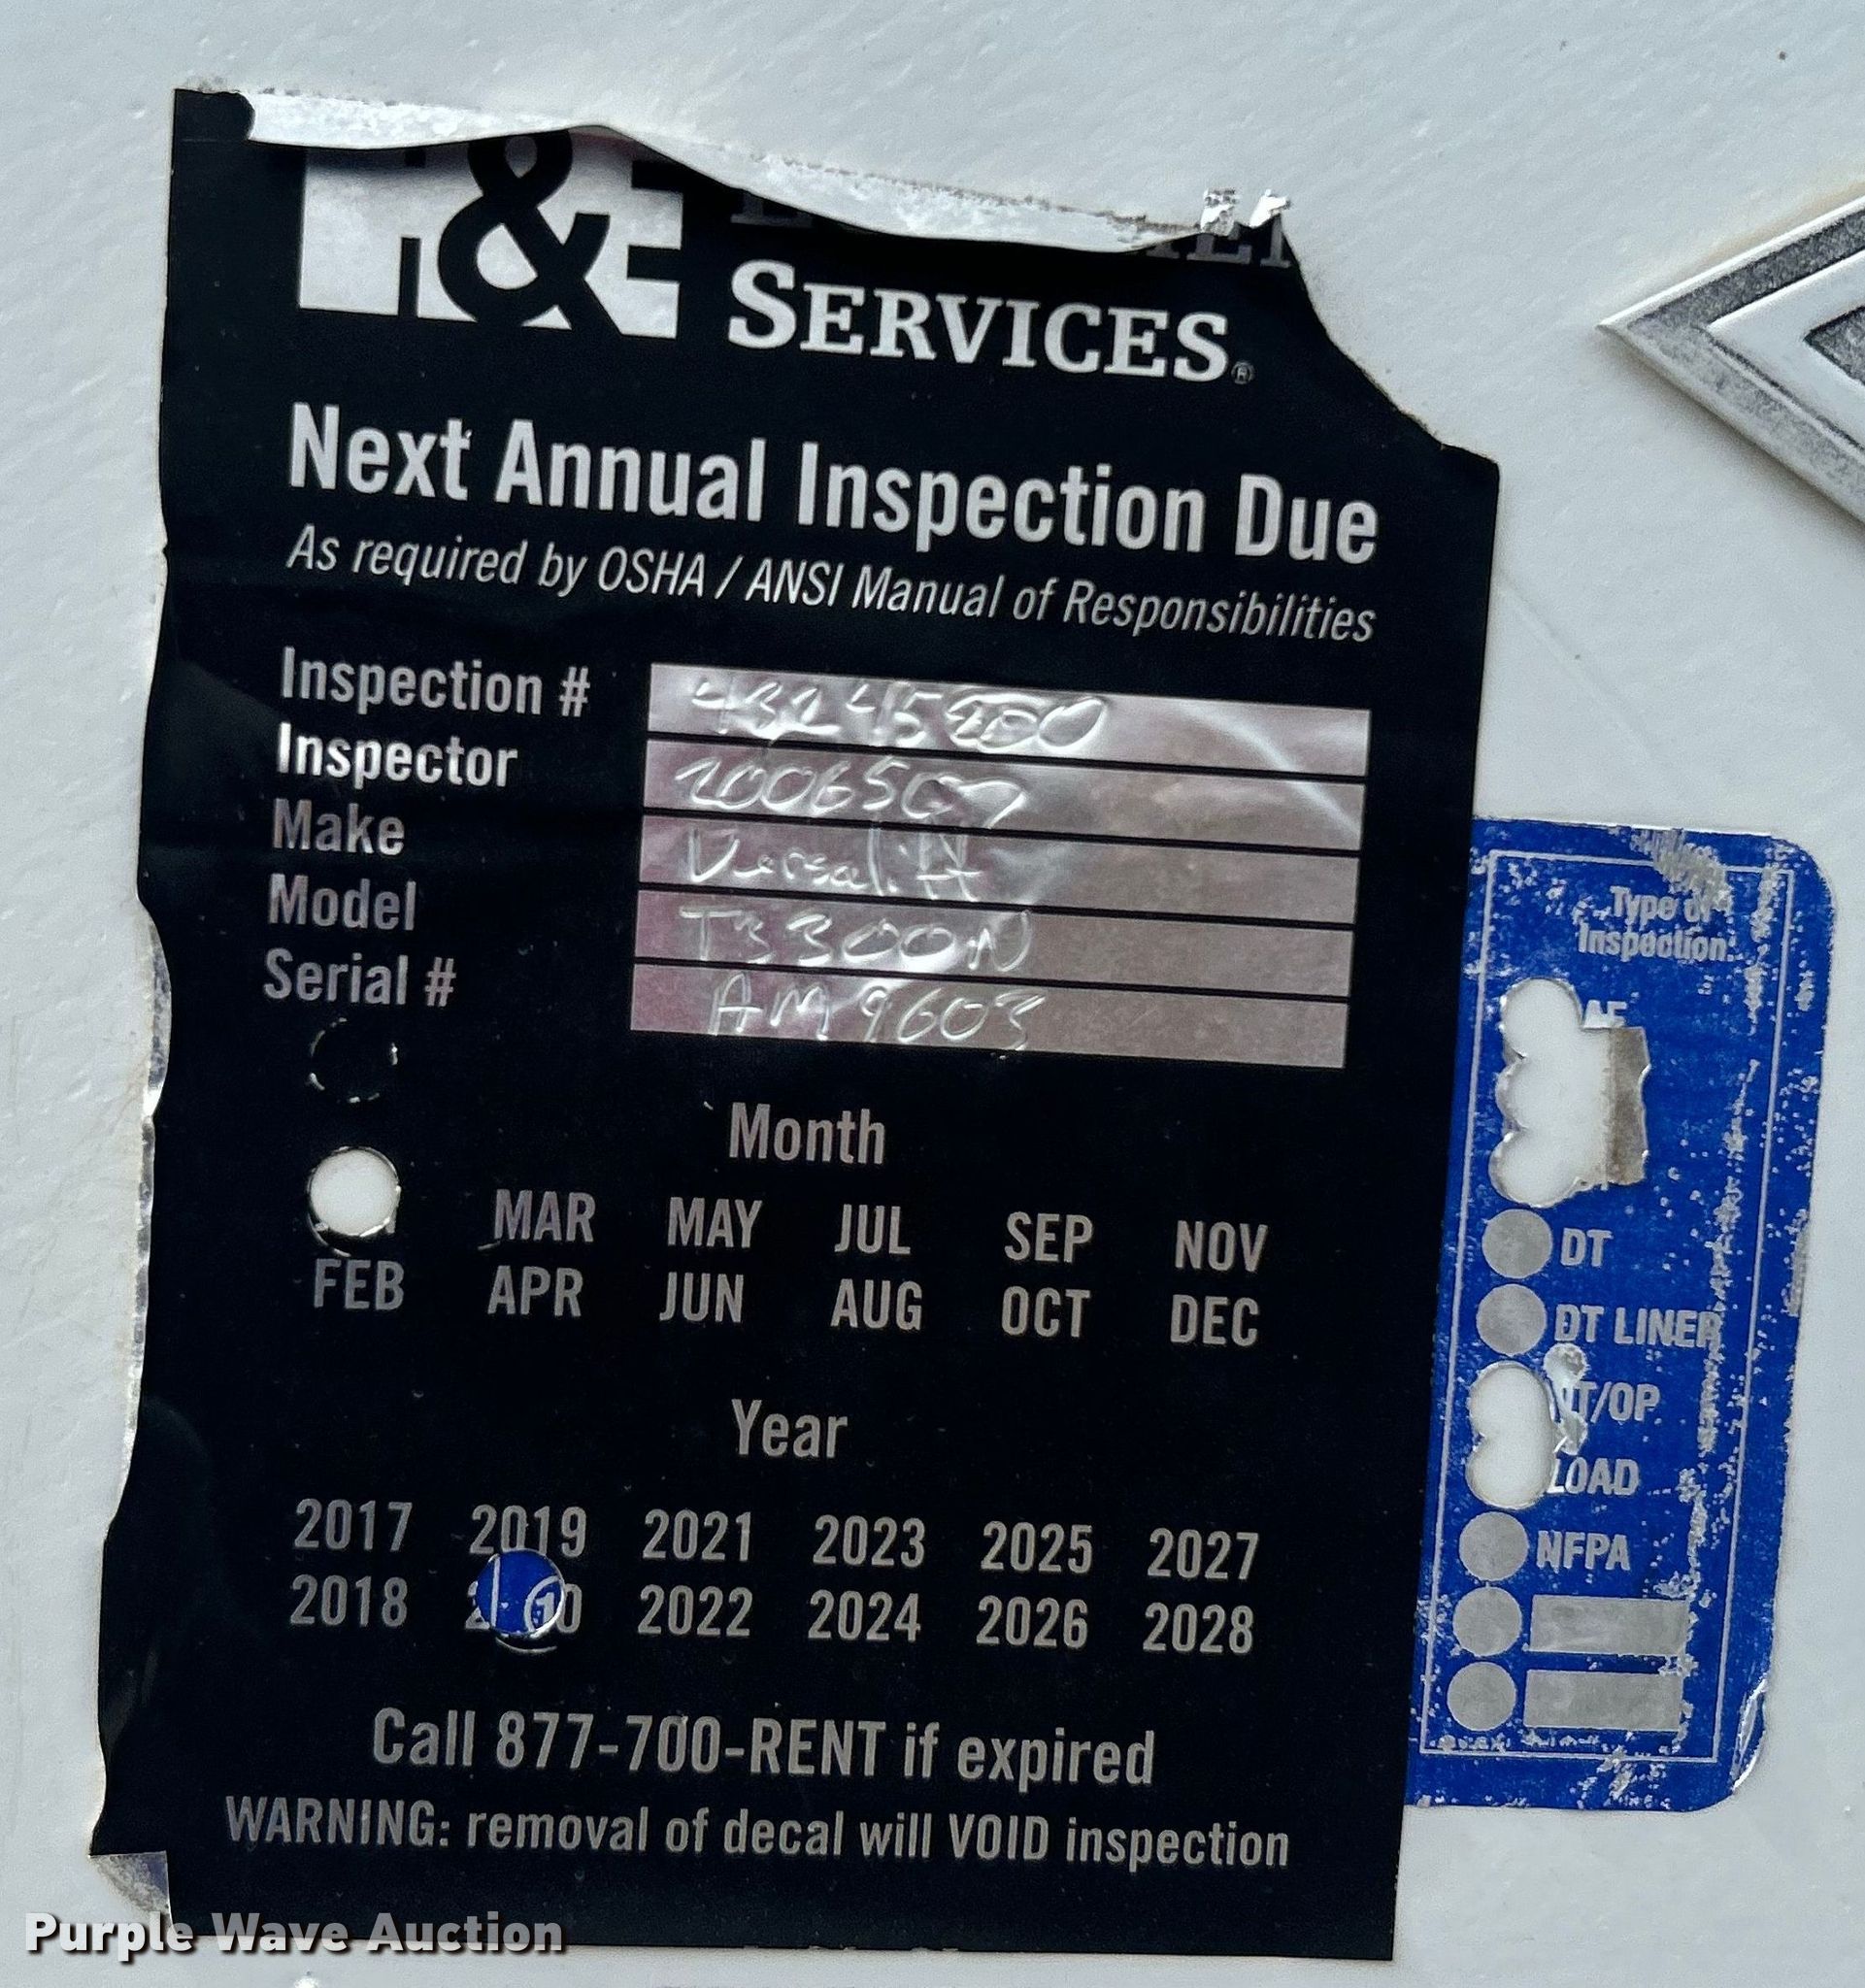 &E
SERVICES®
Next Annual Inspection Due
As required by OSHA / ANSI Manual of Responsibilities
Inspection #
Inspector
Make Versalift
Model T3300N
Serial # AM9603
Month
MAR MAY JUL SEP NOV
FEB APR JUN AUG OCT DEC
Year
2017 2019 2021 2023 2025 2027
2018 2022 2024 2026 2028
Call 877-700-RENT if expired
WARNING: removal of decal will VOID inspection
Type of
Inspection:
DT
DT LINER
/OP
LOAD
NFPA
Purple Wave Auction